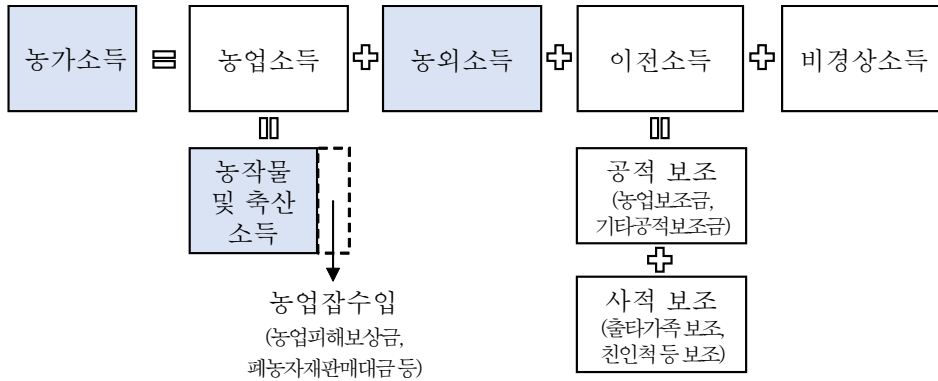 농가소득
농업소득
농외소득
이전소득
비경상소득
농작물
및 축산
소득
공적 보조
(농업보조금,
기타공적보조금)
농업잡수입
(농업피해보상금,
폐농자재판매대금 등)
사적 보조
(출타가족 보조,
친인척 등 보조)